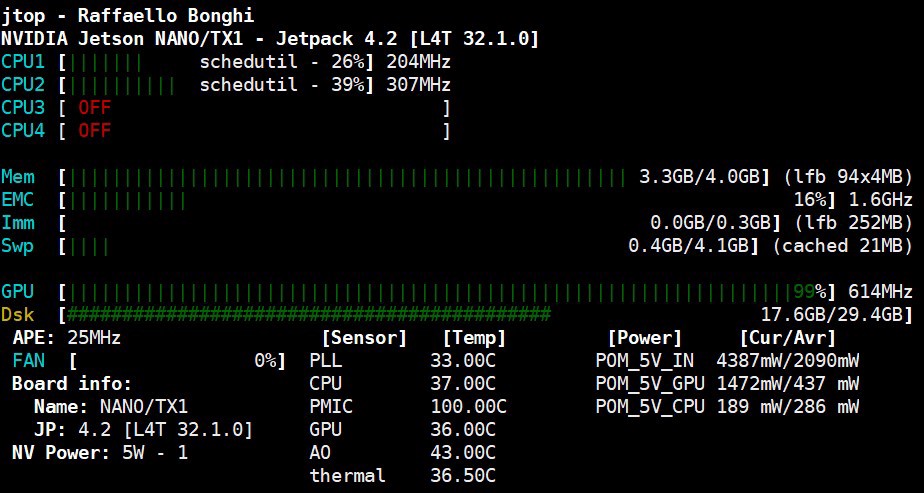 jtop - Raffaello Bonghi
NVIDIA Jetson NANO/TX1 - Jetpack 4.2 [L4T 32.1.0]
CPU1 [||||||| schedutil - 26%] 204MHz
CPU2 [|||||||||| schedutil - 39%] 307MHz
CPU3 [ OFF ]
CPU4 [ OFF ]
Mem [||||||||||||||||||||||||||||||||||||||||||||||||||| 3.3GB/4.0GB] (lfb 94x4MB)
EMC [||||||||||| 16%] 1.6GHz
Imm [ 0.0GB/0.3GB] (lfb 252MB)
Swp [|||| 0.4GB/4.1GB] (cached 21MB)
GPU [||||||||||||||||||||||||||||||||||||||||||||||||||||||||||||||||||99%] 614MHz
Dsk [############################################ 17.6GB/29.4GB]
APE: 25MHz [Sensor] [Temp] [Power] [Cur/Avr]
FAN [ 0%] PLL 33.00C POM_5V_IN 4387mW/2090mW
Board info: CPU 37.00C POM_5V_GPU 1472mW/437 mW
Name: NANO/TX1 PMIC 100.00C POM_5V_CPU 189 mW/286 mW
JP: 4.2 [L4T 32.1.0] GPU 36.00C
NV Power: 5W - 1 AO 43.00C
thermal 36.50C